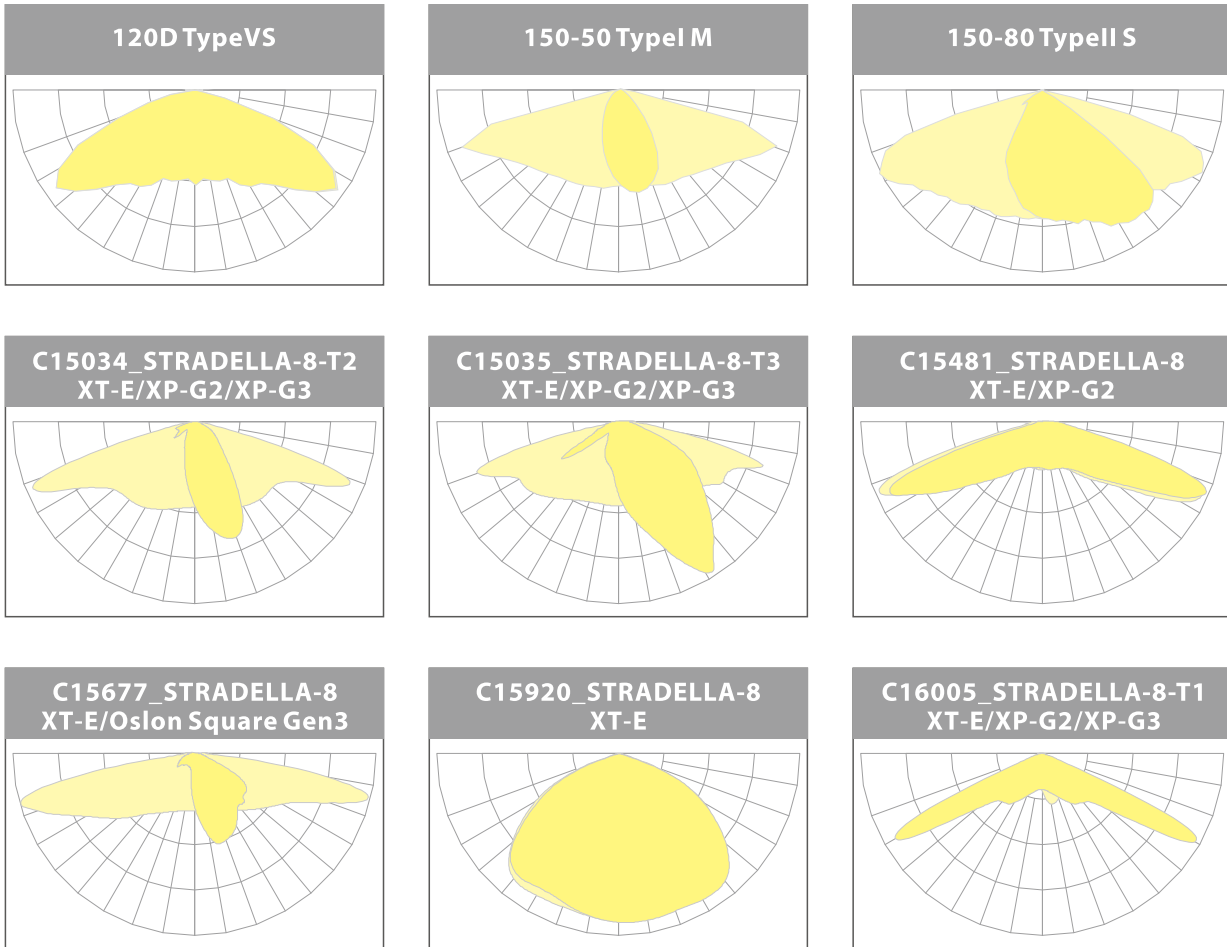 120D TypeVS
150-50 TypeI M
150-80 TypeII S
C15034_STRADELLA-8-T2
XT-E/XP-G2/XP-G3
C15035_STRADELLA-8-T3
XT-E/XP-G2/XP-G3
C15481_STRADELLA-8
XT-E/XP-G2
C15677_STRADELLA-8
XT-E/Oslon Square Gen3
C15920_STRADELLA-8
XT-E
C16005_STRADELLA-8-T1
XT-E/XP-G2/XP-G3